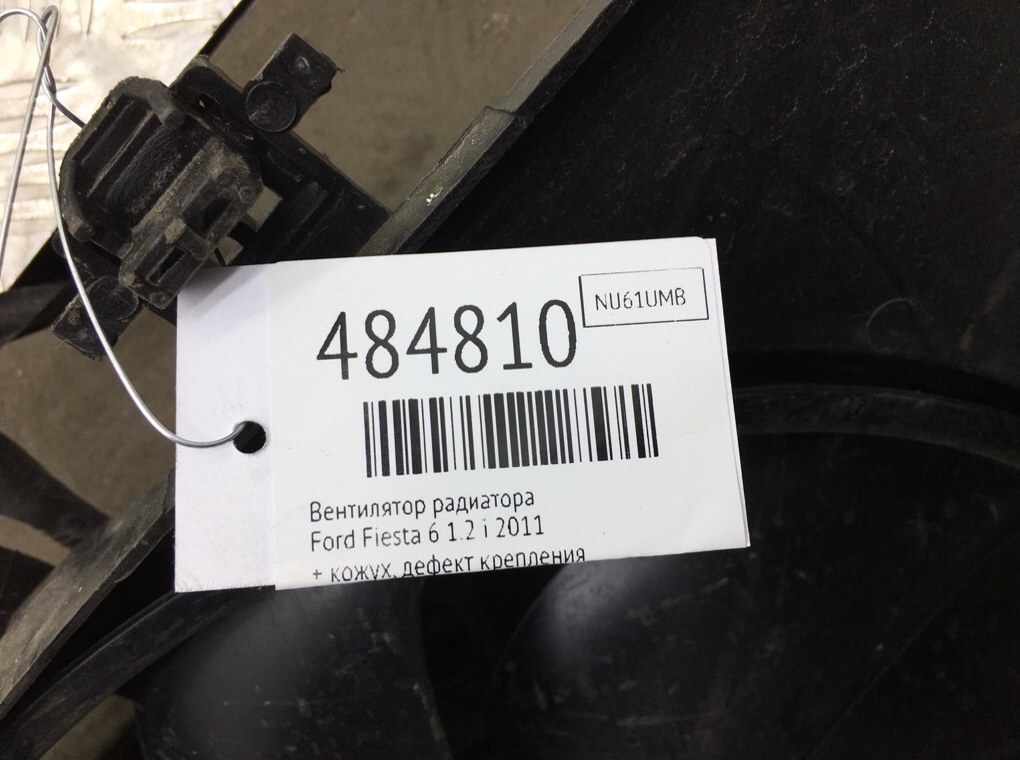 NU61UMB
484810
Вентилятор радиатора
Ford Fiesta 6 1.2 i 2011
+ кожух, дефект крепления